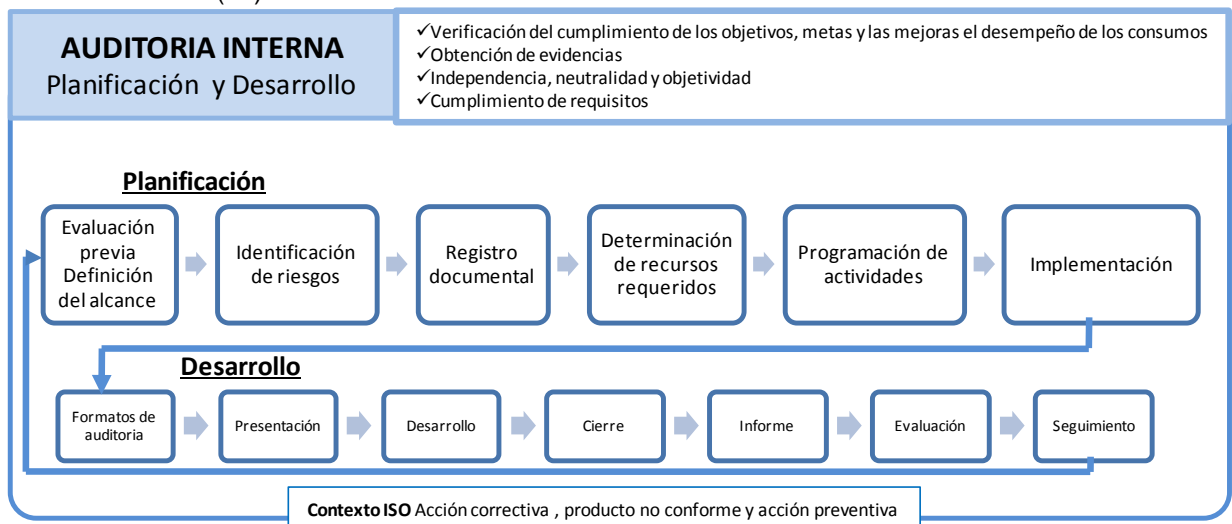 AUDITORIA INTERNA
Planificación y Desarrollo
✓Verificación del cumplimiento de los objetivos, metas y las mejoras el desempeño de los consumos
✓Obtención de evidencias
✓Independencia, neutralidad y objetividad
✓Cumplimiento de requisitos
Planificación
Evaluación
previa
Definición
del alcance
Identificación
de riesgos
Registro
documental
Determinación
de recursos
requeridos
Programación de
actividades
Implementación
Desarrollo
Formatos de
auditoria
Presentación
Desarrollo
Cierre
Informe
Evaluación
Seguimiento
Contexto ISO Acción correctiva , producto no conforme y acción preventiva